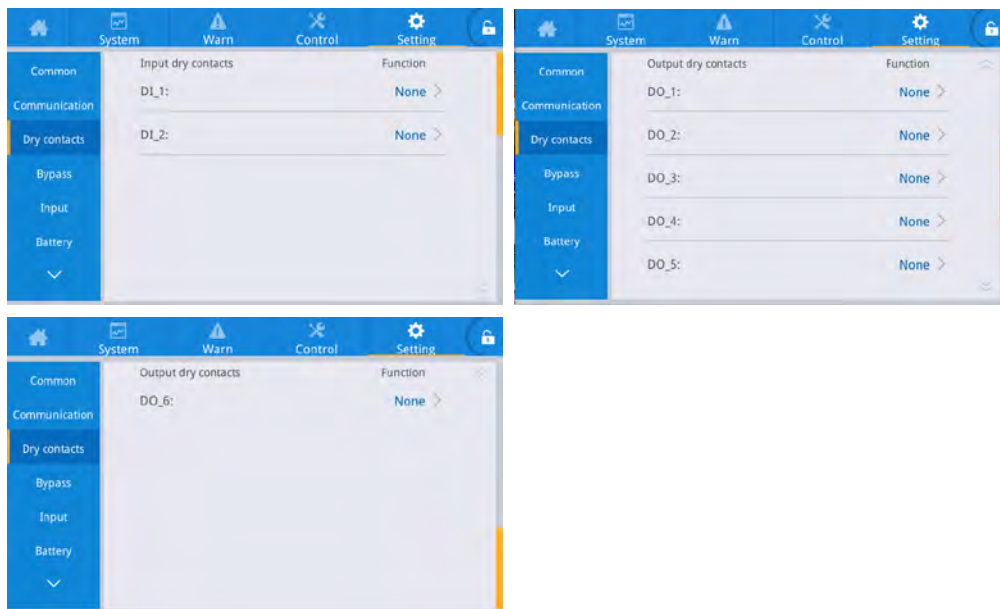 System Warn Control Setting
Common
Communication
Dry contacts
Bypass
Input
Battery
Input dry contacts Function
DI_1: None >
DI_2: None >
System Warn Control Setting
Common
Communication
Dry contacts
Bypass
Input
Battery
Output dry contacts Function
DO_1: None >
DO_2: None >
DO_3: None >
DO_4: None >
DO_5: None >
System Warn Control Setting
Common
Communication
Dry contacts
Bypass
Input
Battery
Output dry contacts Function
DO_6: None >